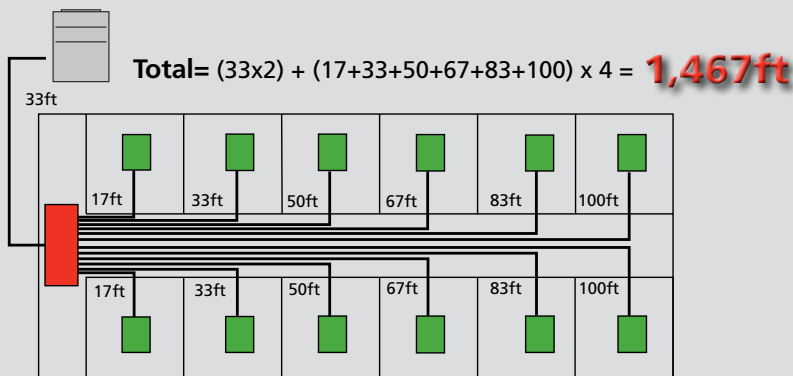 Total= (33x2) + (17+33+50+67+83+100) x 4 = 1,467ft
33ft
17ft 33ft 50ft 67ft 83ft 100ft
17ft 33ft 50ft 67ft 83ft 100ft